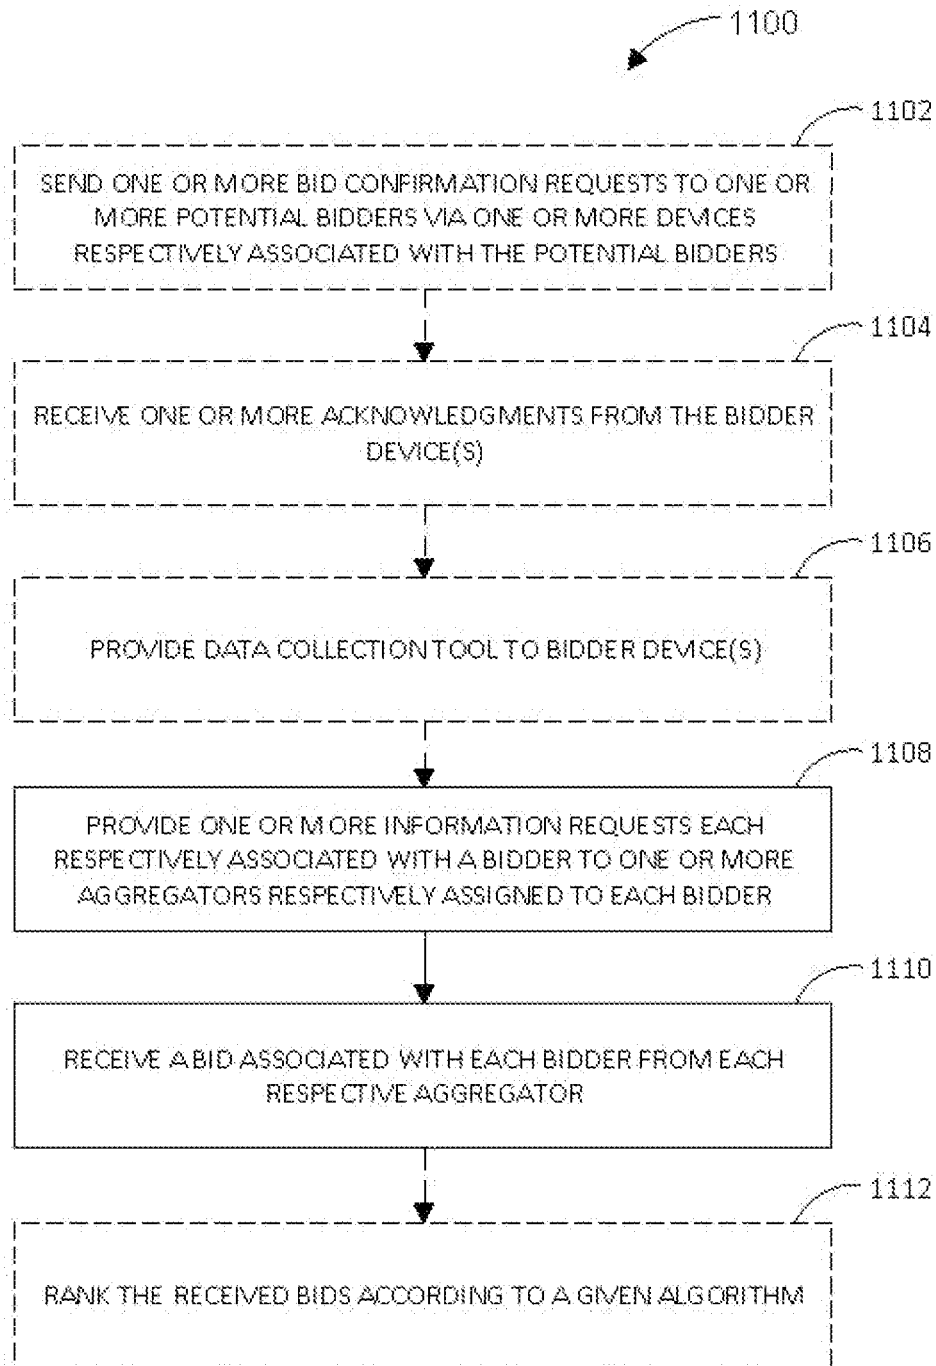 1100
1102
SEND ONE OR MORE BID CONFIRMATION REQUESTS TO ONE OR
MORE POTENTIAL BIDDERS VIA ONE OR MORE DEVICES
RESPECTIVELY ASSOCIATED WITH THE POTENTIAL BIDDERS
1104
RECEIVE ONE OR MORE ACKNOWLEDGMENTS FROM THE BIDDER
DEVICE(S)
1106
PROVIDE DATA COLLECTION TOOL TO BIDDER DEVICE(S)
1108
PROVIDE ONE OR MORE INFORMATION REQUESTS EACH
RESPECTIVELY ASSOCIATED WITH A BIDDER TO ONE OR MORE
AGGREGATORS RESPECTIVELY ASSIGNED TO EACH BIDDER
1110
RECEIVE A BID ASSOCIATED WITH EACH BIDDER FROM EACH
RESPECTIVE AGGREGATOR
1112
RANK THE RECEIVED BIDS ACCORDING TO A GIVEN ALGORITHM